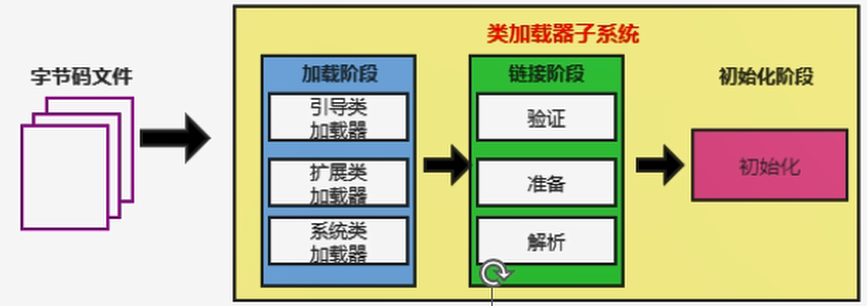 类加载器子系统
字节码文件
加载阶段
引导类
加载器
扩展类
加载器
系统类
加载器
链接阶段
验证
准备
解析
初始化阶段
初始化